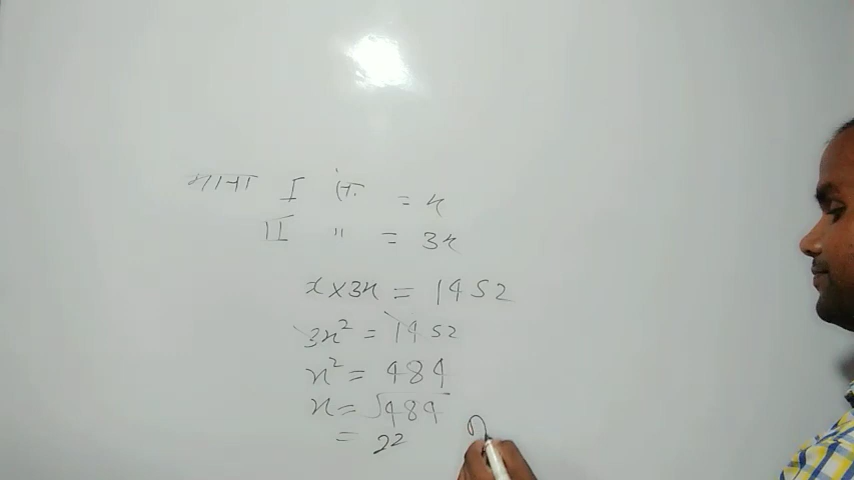 माना I सं. = x
II " = 3x
x × 3x = 1452
3x² = 1452
x² = 484
x = √484
= 22